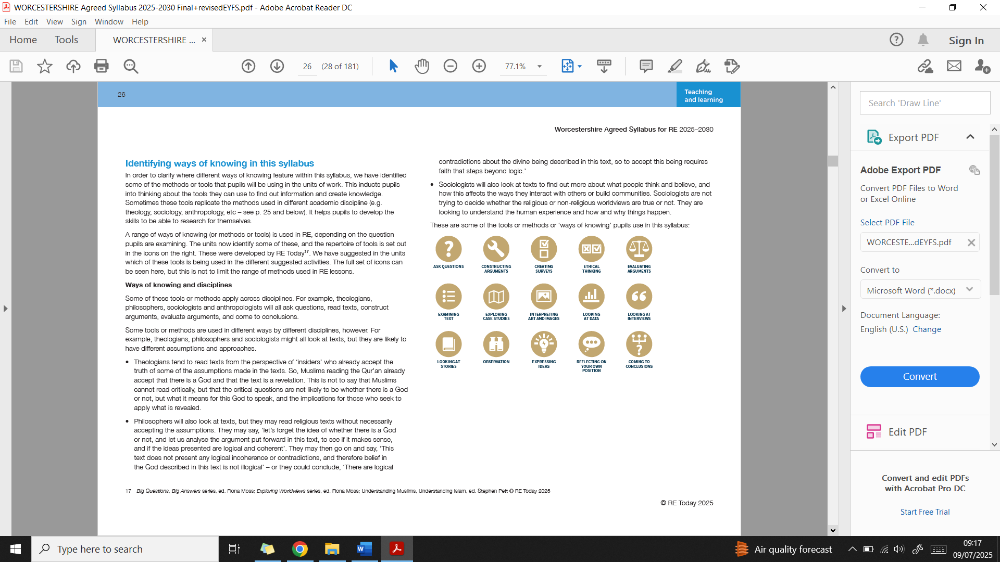 WORCESTERSHIRE Agreed Syllabus 2025-2030 Final+revisedEYFS.pdf - Adobe Acrobat Reader DC
File Edit View Sign Window Help
Home Tools WORCESTERSHIRE ... × Sign In
26 (28 of 181) 77.1%
26
Teaching
and learning
Worcestershire Agreed Syllabus for RE 2025–2030
Identifying ways of knowing in this syllabus
In order to clarify where different ways of knowing feature within this syllabus, we have identified
some of the methods or tools that pupils will be using in the units of work. This inducts pupils
into thinking about the tools they can use to find out information and create knowledge.
Sometimes these tools replicate the methods used in different academic discipline (e.g.
theology, sociology, anthropology, etc – see p. 25 and below). It helps pupils to develop the
skills to be able to research for themselves.
A range of ways of knowing (or methods or tools) is used in RE, depending on the question
pupils are examining. The units now identify some of these, and the repertoire of tools is set out
in the icons on the right. These were developed by RE Today17. We have suggested in the units
which of these tools is being used in the different suggested activities. The full set of icons can
be seen here, but this is not to limit the range of methods used in RE lessons.
Ways of knowing and disciplines
Some of these tools or methods apply across disciplines. For example, theologians,
philosophers, sociologists and anthropologists will all ask questions, read texts, construct
arguments, evaluate arguments, and come to conclusions.
Some tools or methods are used in different ways by different disciplines, however. For
example, theologians, philosophers and sociologists might all look at texts, but they are likely to
have different assumptions and approaches.
• Theologians tend to read texts from the perspective of ‘insiders’ who already accept the
truth of some of the assumptions made in the texts. So, Muslims reading the Qur’an already
accept that there is a God and that the text is a revelation. This is not to say that Muslims
cannot read critically, but that the critical questions are not likely to be whether there is a God
or not, but what it means for this God to speak, and the implications for those who seek to
apply what is revealed.
• Philosophers will also look at texts, but they may read religious texts without necessarily
accepting the assumptions. They may say, ‘let’s forget the idea of whether there is a God
or not, and let us analyse the argument put forward in this text, to see if it makes sense,
and if the ideas presented are logical and coherent’. They may then go on and say, ‘This
text does not present any logical incoherence or contradictions, and therefore belief in
the God described in this text is not illogical’ – or they could conclude, ‘There are logical
contradictions about the divine being described in this text, so to accept this being requires
faith that steps beyond logic.’
• Sociologists will also look at texts to find out more about what people think and believe, and
how this affects the ways they interact with others or build communities. Sociologists are not
trying to decide whether the religious or non-religious worldviews are true or not. They are
looking to understand the human experience and how and why things happen.
These are some of the tools or methods or ‘ways of knowing’ pupils use in this syllabus:
ASK QUESTIONS
CONSTRUCTING
ARGUMENTS
CREATING
SURVEYS
ETHICAL
THINKING
EVALUATING
ARGUMENTS
EXAMINING
TEXT
EXPLORING
CASE STUDIES
INTERPRETING
ART AND IMAGES
LOOKING
AT DATA
LOOKING AT
INTERVIEWS
LOOKING AT
STORIES
OBSERVATION
EXPRESSING
IDEAS
REFLECTING ON
YOUR OWN
POSITION
COMING TO
CONCLUSIONS
17 Big Questions, Big Answers series, ed. Fiona Moss; Exploring Worldviews series, ed. Fiona Moss; Understanding Muslims, Understanding Islam, ed. Stephen Pett © RE Today 2025
© RE Today 2025
Search 'Draw Line'
Export PDF
Adobe Export PDF
Convert PDF Files to Word
or Excel Online
Select PDF File
WORCESTE...dEYFS.pdf
Convert to
Microsoft Word (*.docx)
Document Language:
English (U.S.) Change
Convert
Edit PDF
Convert and edit PDFs
with Acrobat Pro DC
Start Free Trial
Type here to search
Air quality forecast
09:17
09/07/2025